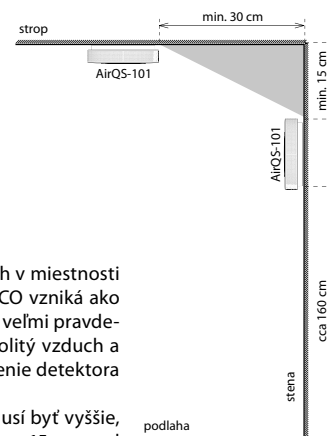 min. 30 cm
strop
AirQS-101
min. 15 cm
AirQS-101
cca 160 cm
stena
h v miestnosti
CO vzniká ako
veľmi pravde-
olitý vzduch a
enie detektora
usí byť vyššie,
podlaha